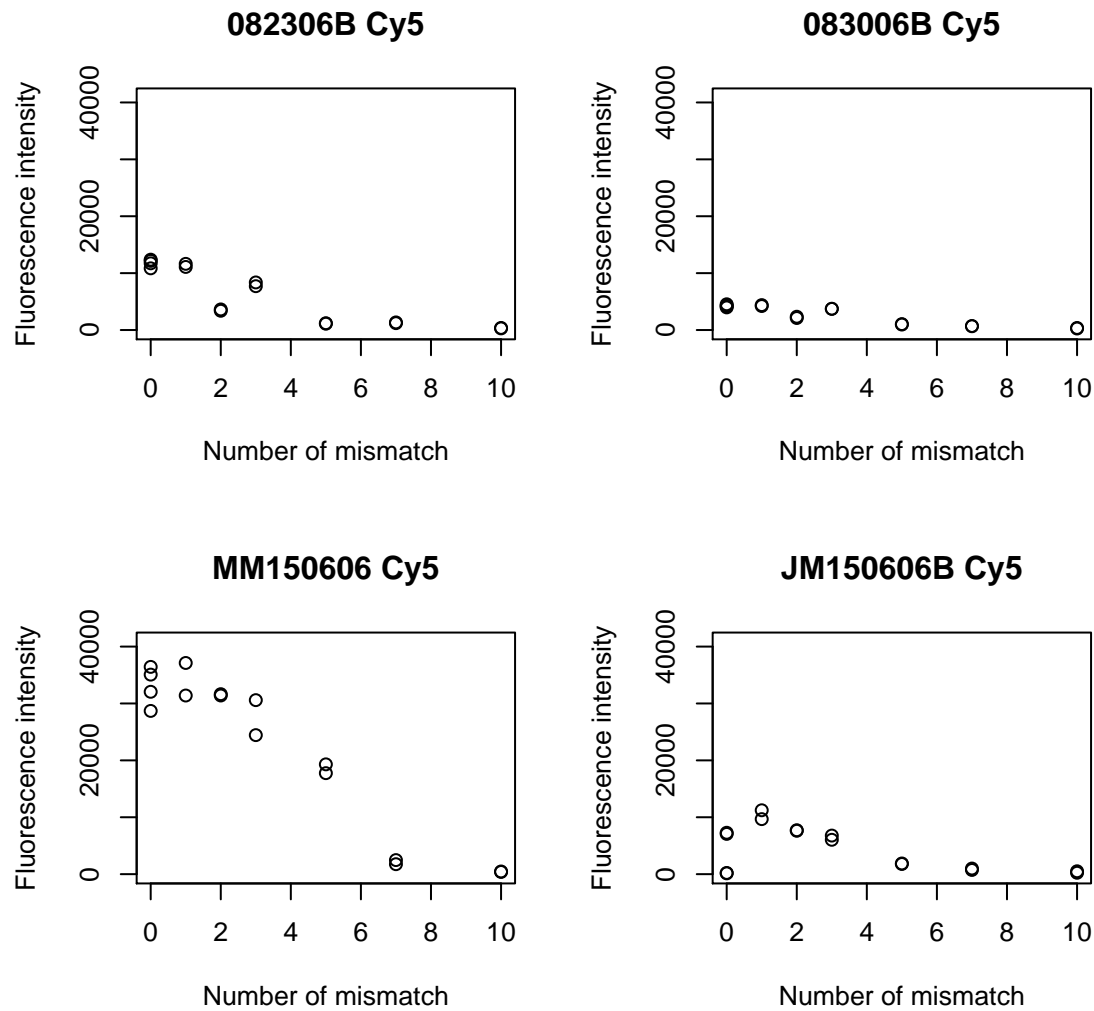 082306B Cy5
Fluorescence intensity
0 20000 40000
0 2 4 6 8 10
Number of mismatch
083006B Cy5
Fluorescence intensity
0 20000 40000
0 2 4 6 8 10
Number of mismatch
MM150606 Cy5
Fluorescence intensity
0 20000 40000
0 2 4 6 8 10
Number of mismatch
JM150606B Cy5
Fluorescence intensity
0 20000 40000
0 2 4 6 8 10
Number of mismatch